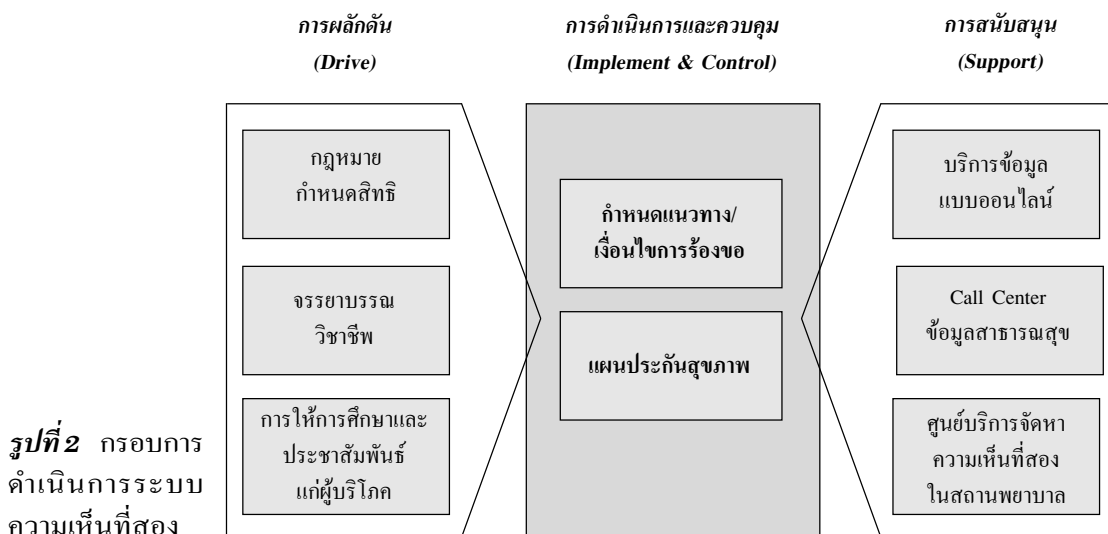 การผลักดัน
(Drive)
การดำเนินการและควบคุม
(Implement & Control)
การสนับสนุน
(Support)
กฎหมาย
กำหนดสิทธิ
จรรยาบรรณ
วิชาชีพ
การให้การศึกษาและ
ประชาสัมพันธ์
แก่ผู้บริโภค
กำหนดแนวทาง/
เงื่อนไขการร้องขอ
แผนประกันสุขภาพ
บริการข้อมูล
แบบออนไลน์
Call Center
ข้อมูลสาธารณสุข
ศูนย์บริการจัดหา
ความเห็นที่สอง
ในสถานพยาบาล
รูปที่ 2 กรอบการ
ดำเนินการระบบ
ความเห็นที่สอง